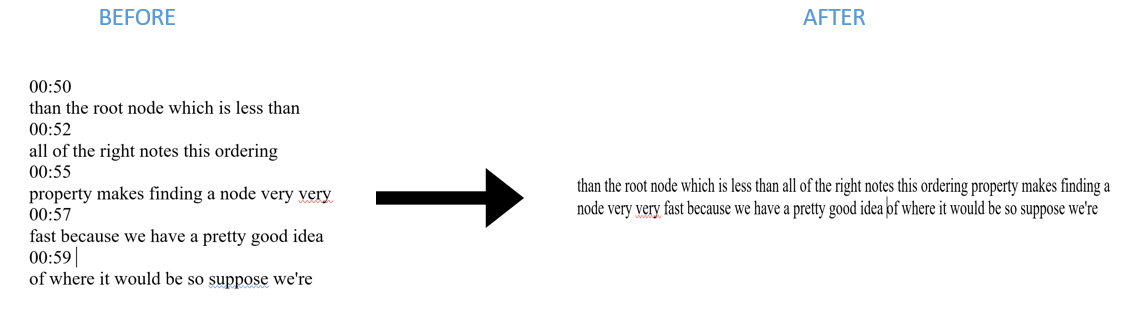 BEFORE
AFTER
00:50
than the root node which is less than
00:52
all of the right notes this ordering
00:55
property makes finding a node very very
00:57
fast because we have a pretty good idea
00:59
of where it would be so suppose we're
than the root node which is less than all of the right notes this ordering property makes finding a
node very very fast because we have a pretty good idea of where it would be so suppose we're